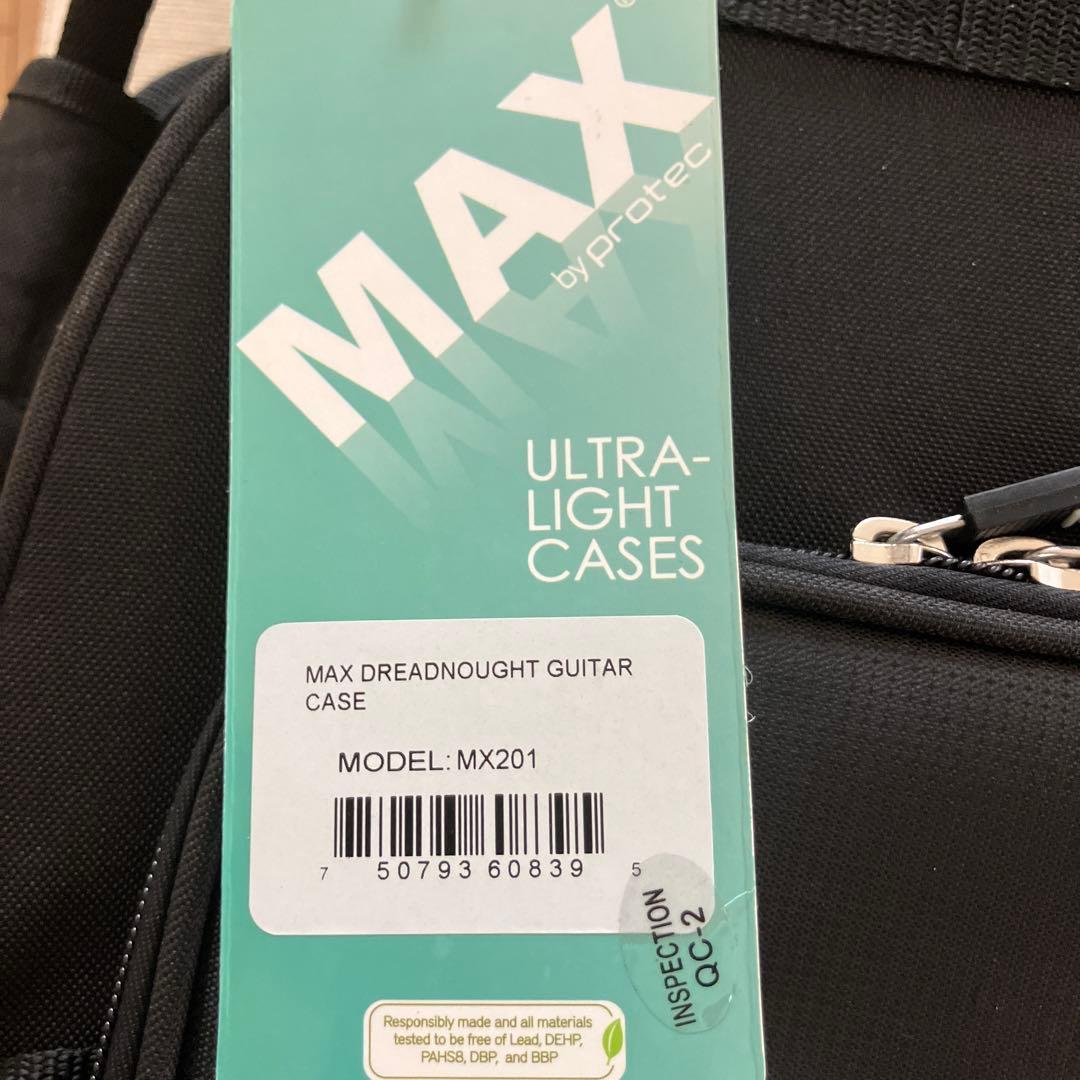 MAX®
by protec
ULTRA-
LIGHT
CASES
MAX DREADNOUGHT GUITAR
CASE
MODEL: MX201
7 50793 60839 5
INSPECTION
QC-2
Responsibly made and all materials
tested to be free of Lead, DEHP,
PAHS8, DBP, and BBP